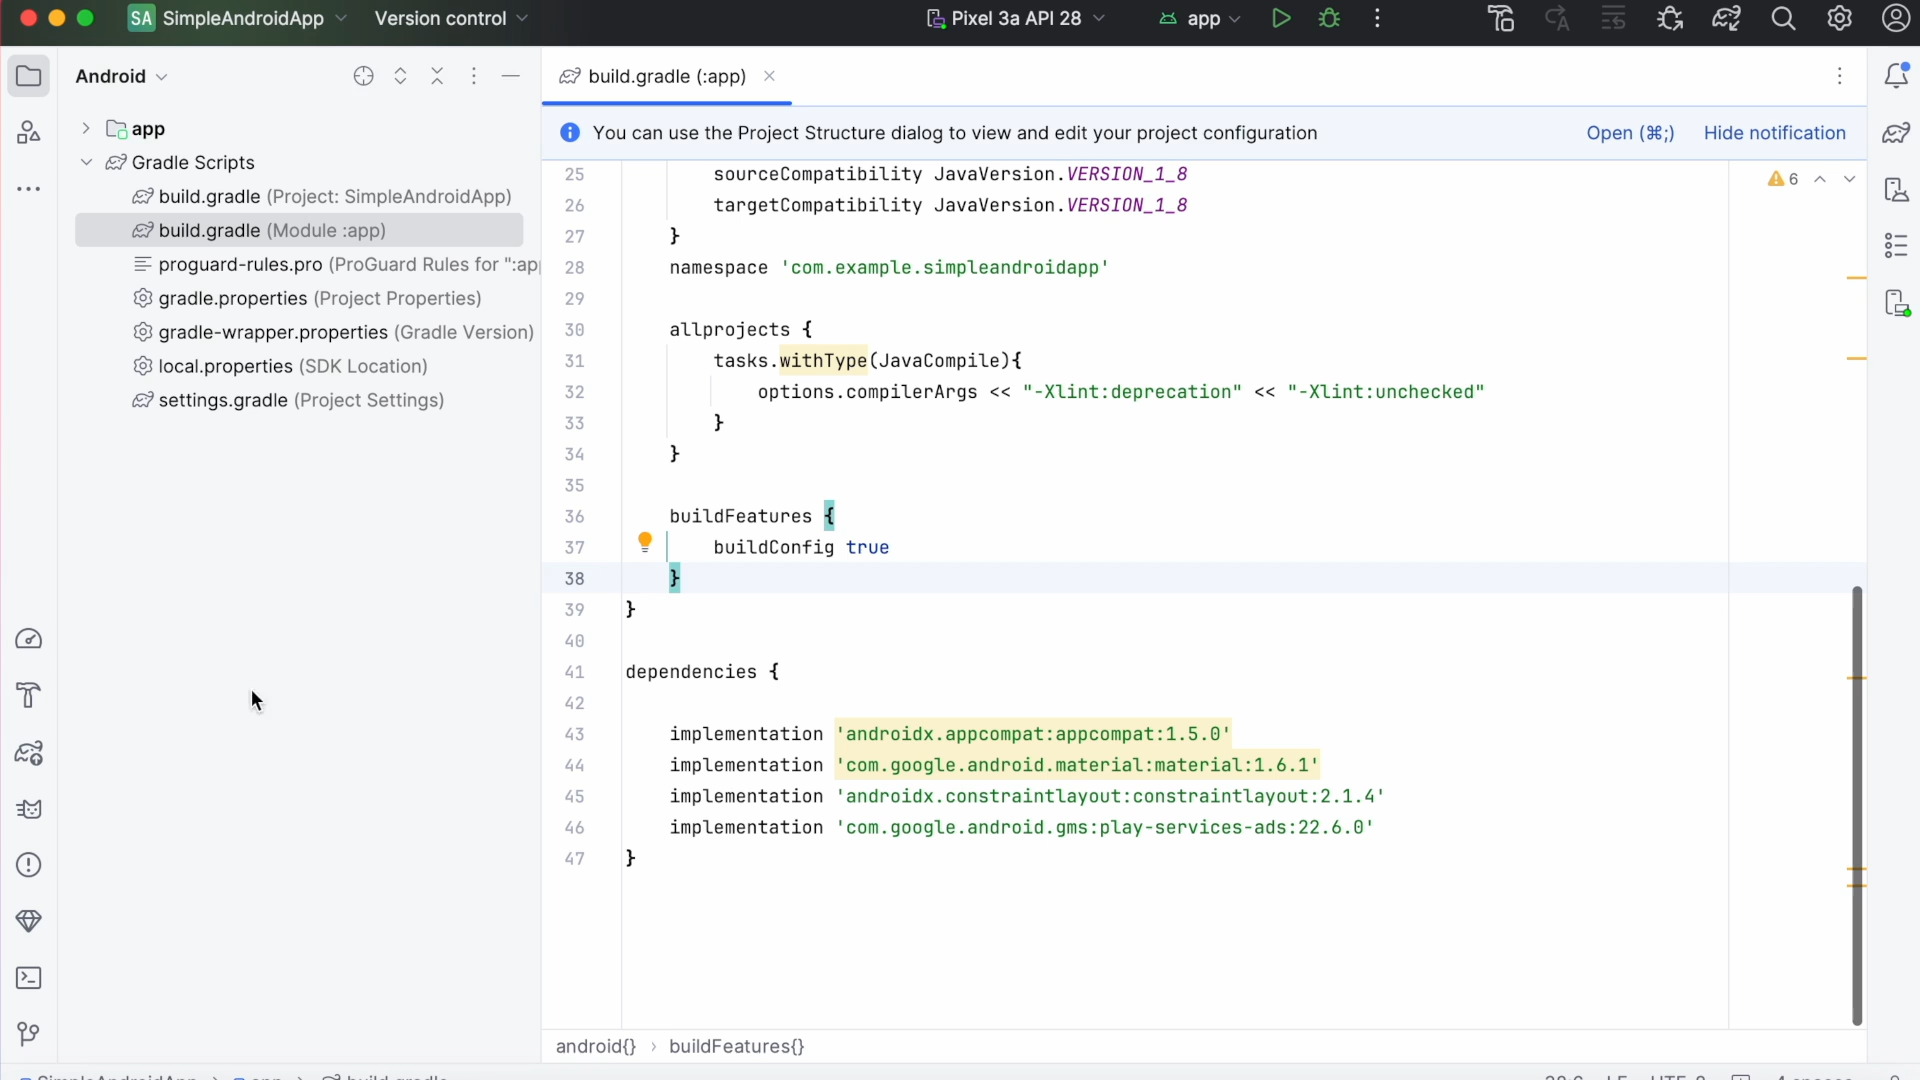 SA SimpleAndroidApp Version control Pixel 3a API 28 app
Android
build.gradle (:app)
You can use the Project Structure dialog to view and edit your project configuration Open (⌘;) Hide notification
app
Gradle Scripts
build.gradle (Project: SimpleAndroidApp)
build.gradle (Module :app)
proguard-rules.pro (ProGuard Rules for ":ap
gradle.properties (Project Properties)
gradle-wrapper.properties (Gradle Version)
local.properties (SDK Location)
settings.gradle (Project Settings)
6
25 sourceCompatibility JavaVersion.VERSION_1_8
26 targetCompatibility JavaVersion.VERSION_1_8
27 }
28 namespace 'com.example.simpleandroidapp'
29
30 allprojects {
31 tasks.withType(JavaCompile){
32 options.compilerArgs << "-Xlint:deprecation" << "-Xlint:unchecked"
33 }
34 }
35
36 buildFeatures {
37 buildConfig true
38 }
39 }
40
41 dependencies {
42
43 implementation 'androidx.appcompat:appcompat:1.5.0'
44 implementation 'com.google.android.material:material:1.6.1'
45 implementation 'androidx.constraintlayout:constraintlayout:2.1.4'
46 implementation 'com.google.android.gms:play-services-ads:22.6.0'
47 }
android{} › buildFeatures{}